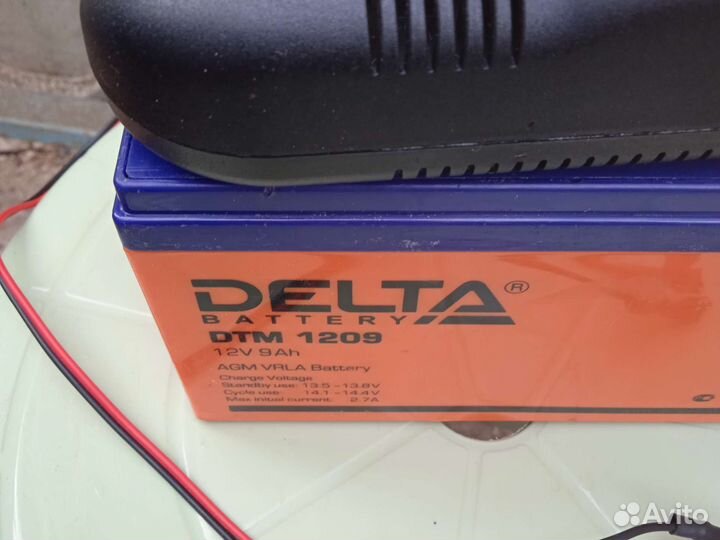 DELTA®
BATTERY
DTM 1209
12V 9Ah
AGM VRLA Battery
Charge Voltage
Standby use: 13.5-13.8V
Cycle use: 14.1-14.4V
Max initial current: 2.7A
Avito